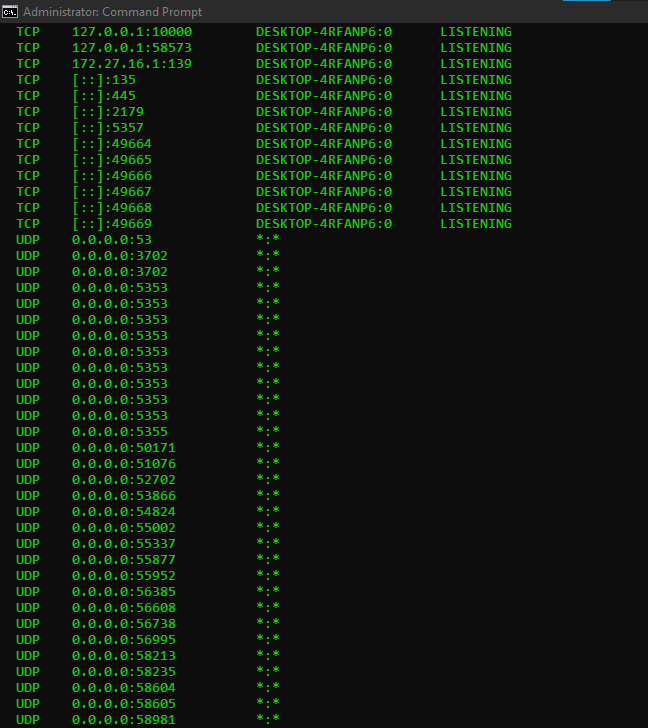 Administrator: Command Prompt
TCP 127.0.0.1:10000 DESKTOP-4RFANP6:0 LISTENING
TCP 127.0.0.1:58573 DESKTOP-4RFANP6:0 LISTENING
TCP 172.27.16.1:139 DESKTOP-4RFANP6:0 LISTENING
TCP [::]:135 DESKTOP-4RFANP6:0 LISTENING
TCP [::]:445 DESKTOP-4RFANP6:0 LISTENING
TCP [::]:2179 DESKTOP-4RFANP6:0 LISTENING
TCP [::]:5357 DESKTOP-4RFANP6:0 LISTENING
TCP [::]:49664 DESKTOP-4RFANP6:0 LISTENING
TCP [::]:49665 DESKTOP-4RFANP6:0 LISTENING
TCP [::]:49666 DESKTOP-4RFANP6:0 LISTENING
TCP [::]:49667 DESKTOP-4RFANP6:0 LISTENING
TCP [::]:49668 DESKTOP-4RFANP6:0 LISTENING
TCP [::]:49669 DESKTOP-4RFANP6:0 LISTENING
UDP 0.0.0.0:53 *:*
UDP 0.0.0.0:3702 *:*
UDP 0.0.0.0:3702 *:*
UDP 0.0.0.0:5353 *:*
UDP 0.0.0.0:5353 *:*
UDP 0.0.0.0:5353 *:*
UDP 0.0.0.0:5353 *:*
UDP 0.0.0.0:5353 *:*
UDP 0.0.0.0:5353 *:*
UDP 0.0.0.0:5353 *:*
UDP 0.0.0.0:5353 *:*
UDP 0.0.0.0:5353 *:*
UDP 0.0.0.0:5355 *:*
UDP 0.0.0.0:50171 *:*
UDP 0.0.0.0:51076 *:*
UDP 0.0.0.0:52702 *:*
UDP 0.0.0.0:53866 *:*
UDP 0.0.0.0:54824 *:*
UDP 0.0.0.0:55002 *:*
UDP 0.0.0.0:55337 *:*
UDP 0.0.0.0:55877 *:*
UDP 0.0.0.0:55952 *:*
UDP 0.0.0.0:56385 *:*
UDP 0.0.0.0:56608 *:*
UDP 0.0.0.0:56738 *:*
UDP 0.0.0.0:56995 *:*
UDP 0.0.0.0:58213 *:*
UDP 0.0.0.0:58235 *:*
UDP 0.0.0.0:58604 *:*
UDP 0.0.0.0:58605 *:*
UDP 0.0.0.0:58981 *:*